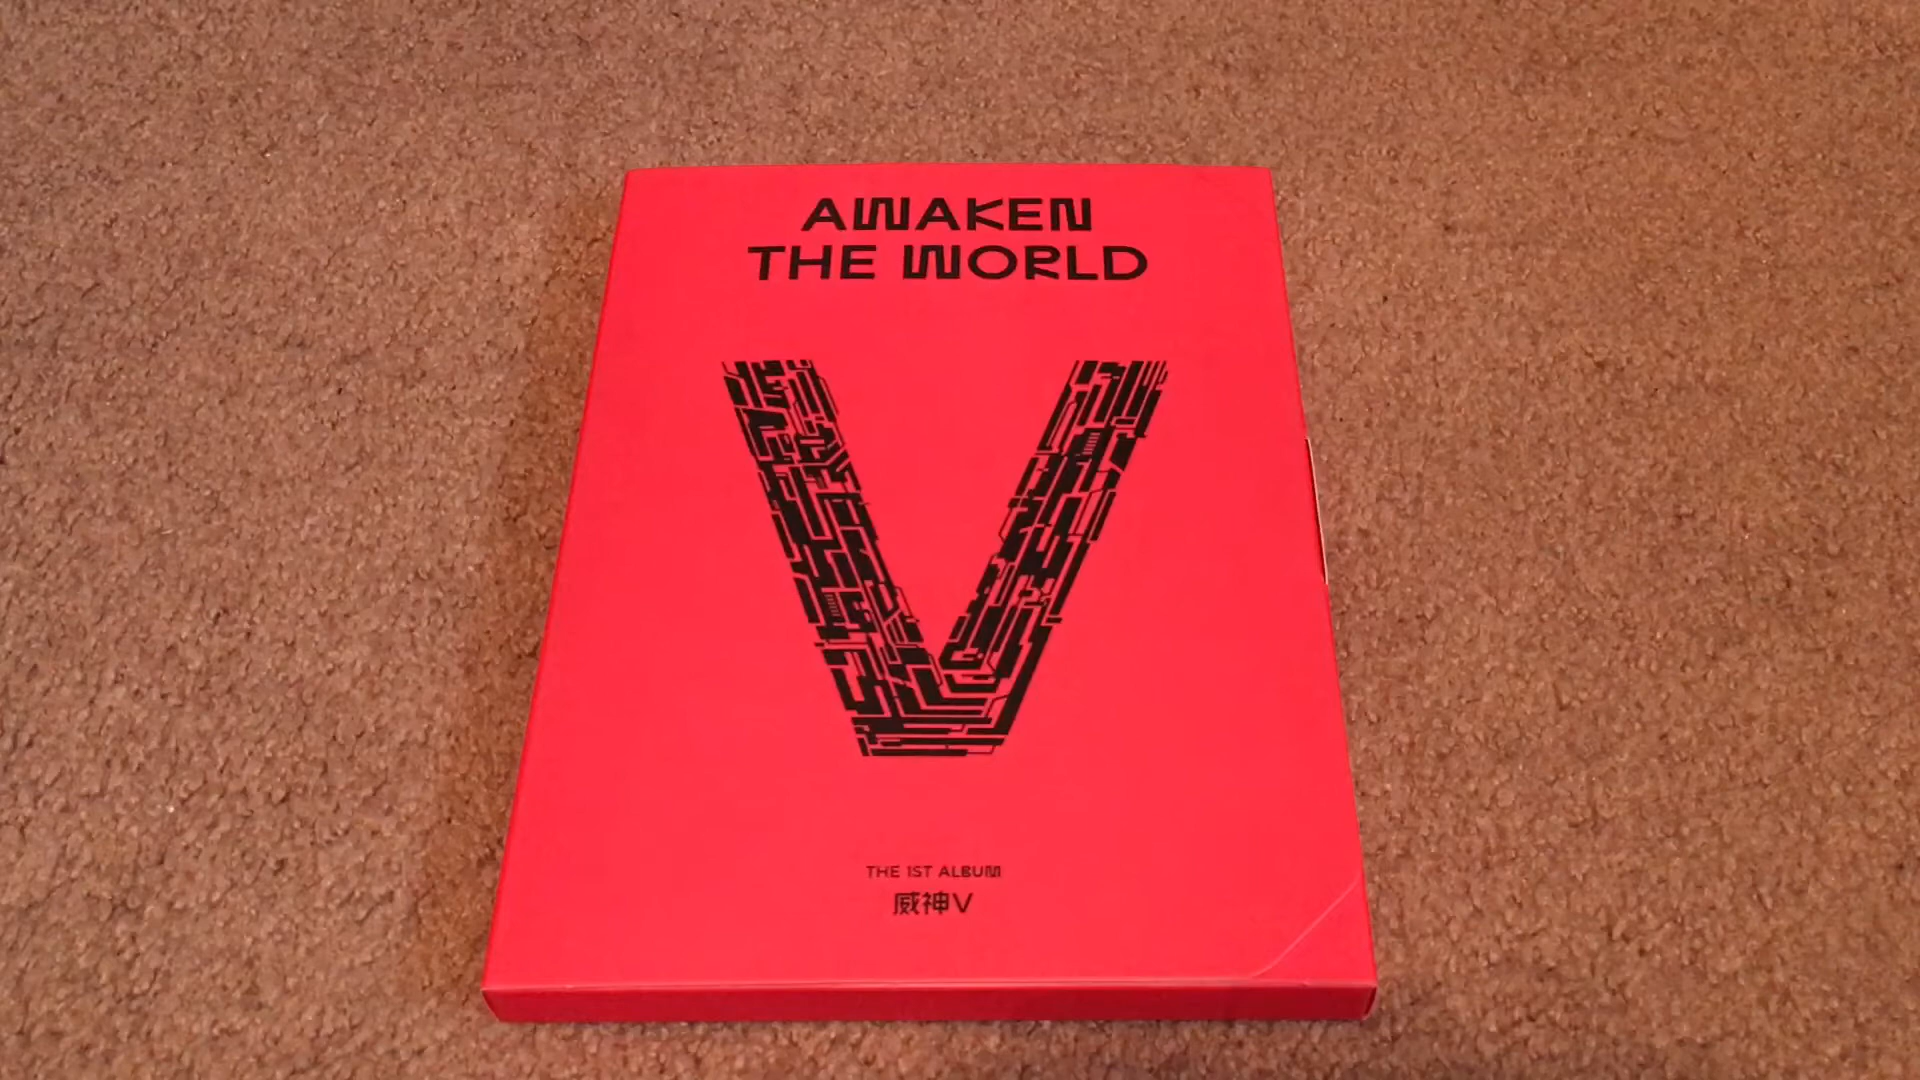 AWAKEN
THE WORLD
V
THE 1ST ALBUM
威神V